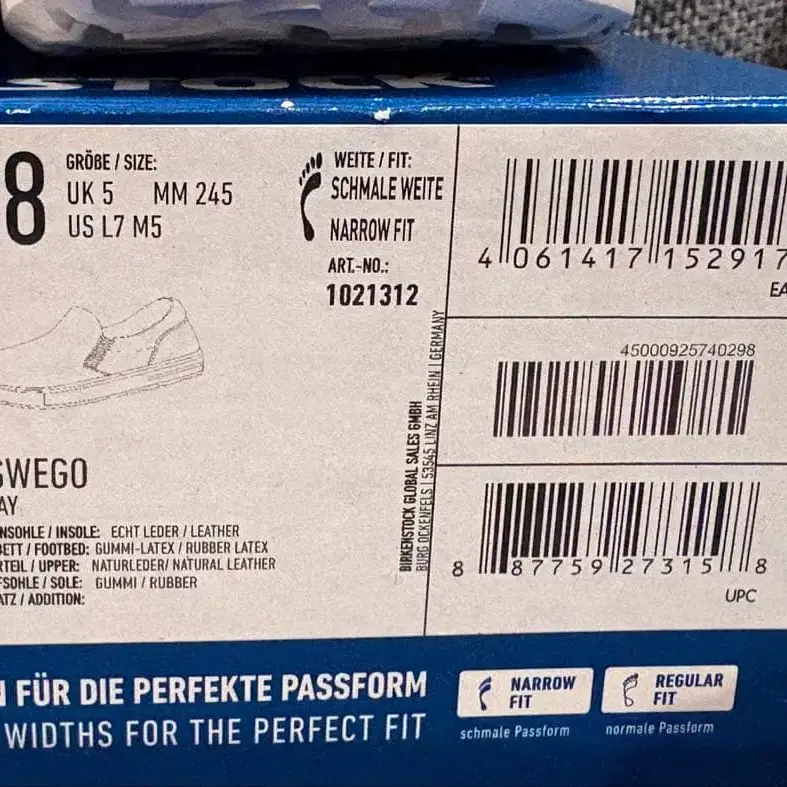 STOCK
8
GRÖBE / SIZE:
UK 5 MM 245
US L7 M5
WEITE / FIT:
SCHMALE WEITE
NARROW FIT
ART.-NO.:
1021312
4 061417 152917
EA
45000925740298
BIRKENSTOCK GLOBAL SALES GMBH
BURG OCKENFELS | 53545 LINZ AM RHEIN | GERMANY
SWEGO
AY
NSOHLE / INSOLE: ECHT LEDER / LEATHER
BETT / FOOTBED: GUMMI-LATEX / RUBBER LATEX
RTEIL / UPPER: NATURLEDER/ NATURAL LEATHER
FSOHLE / SOLE: GUMMI / RUBBER
ATZ / ADDITION:
8 87759 27315 8
UPC
N FÜR DIE PERFEKTE PASSFORM
WIDTHS FOR THE PERFECT FIT
NARROW
FIT
schmale Passform
REGULAR
FIT
normale Passform